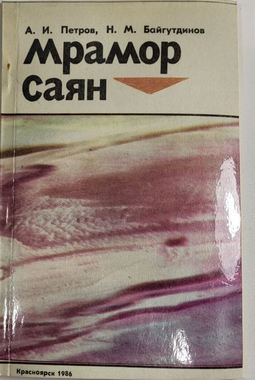 А. И. Петров, Н. М. Байгутдинов
Мрамор
саян
Красноярск 1986